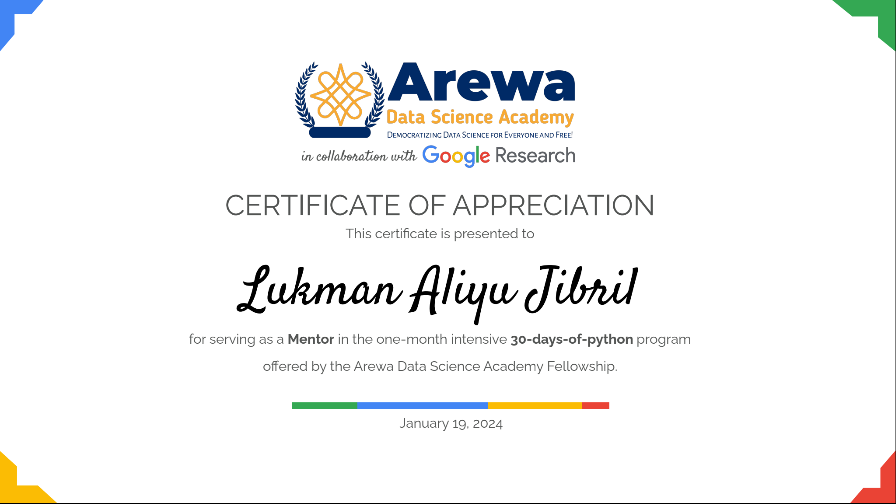 Arewa
Data Science Academy
Democratizing Data Science for Everyone and Free!
in collaboration with Google Research
CERTIFICATE OF APPRECIATION
This certificate is presented to
Lukman Aliyu Jibril
for serving as a Mentor in the one-month intensive 30-days-of-python program
offered by the Arewa Data Science Academy Fellowship.
January 19, 2024